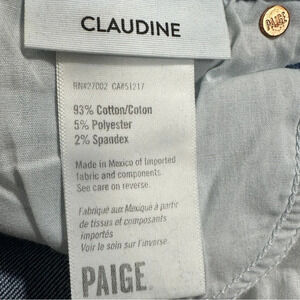 CLAUDINE
PAIGE
RN#27002 CA#51217
93% Cotton/Coton
5% Polyester
2% Spandex
Made in Mexico of imported
fabric and components.
See care on reverse.
Fabriqué aux Mexique à partir
de tissus et composants
importés
Voir le soin sur l'inverse.
PAIGE